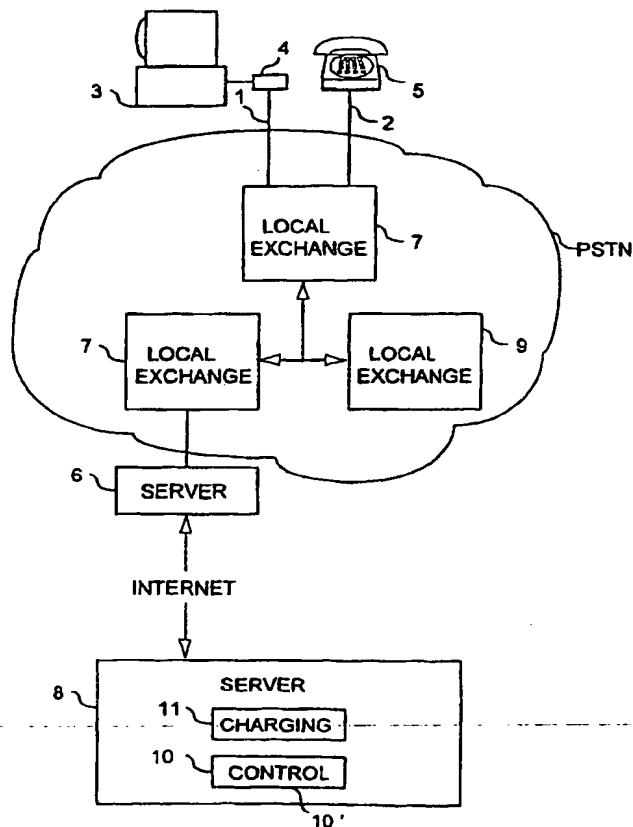 4
3
1
2
5
LOCAL
EXCHANGE
7
PSTN
7
LOCAL
EXCHANGE
LOCAL
EXCHANGE
9
6
SERVER
INTERNET
8
SERVER
11
CHARGING
10
CONTROL
10'